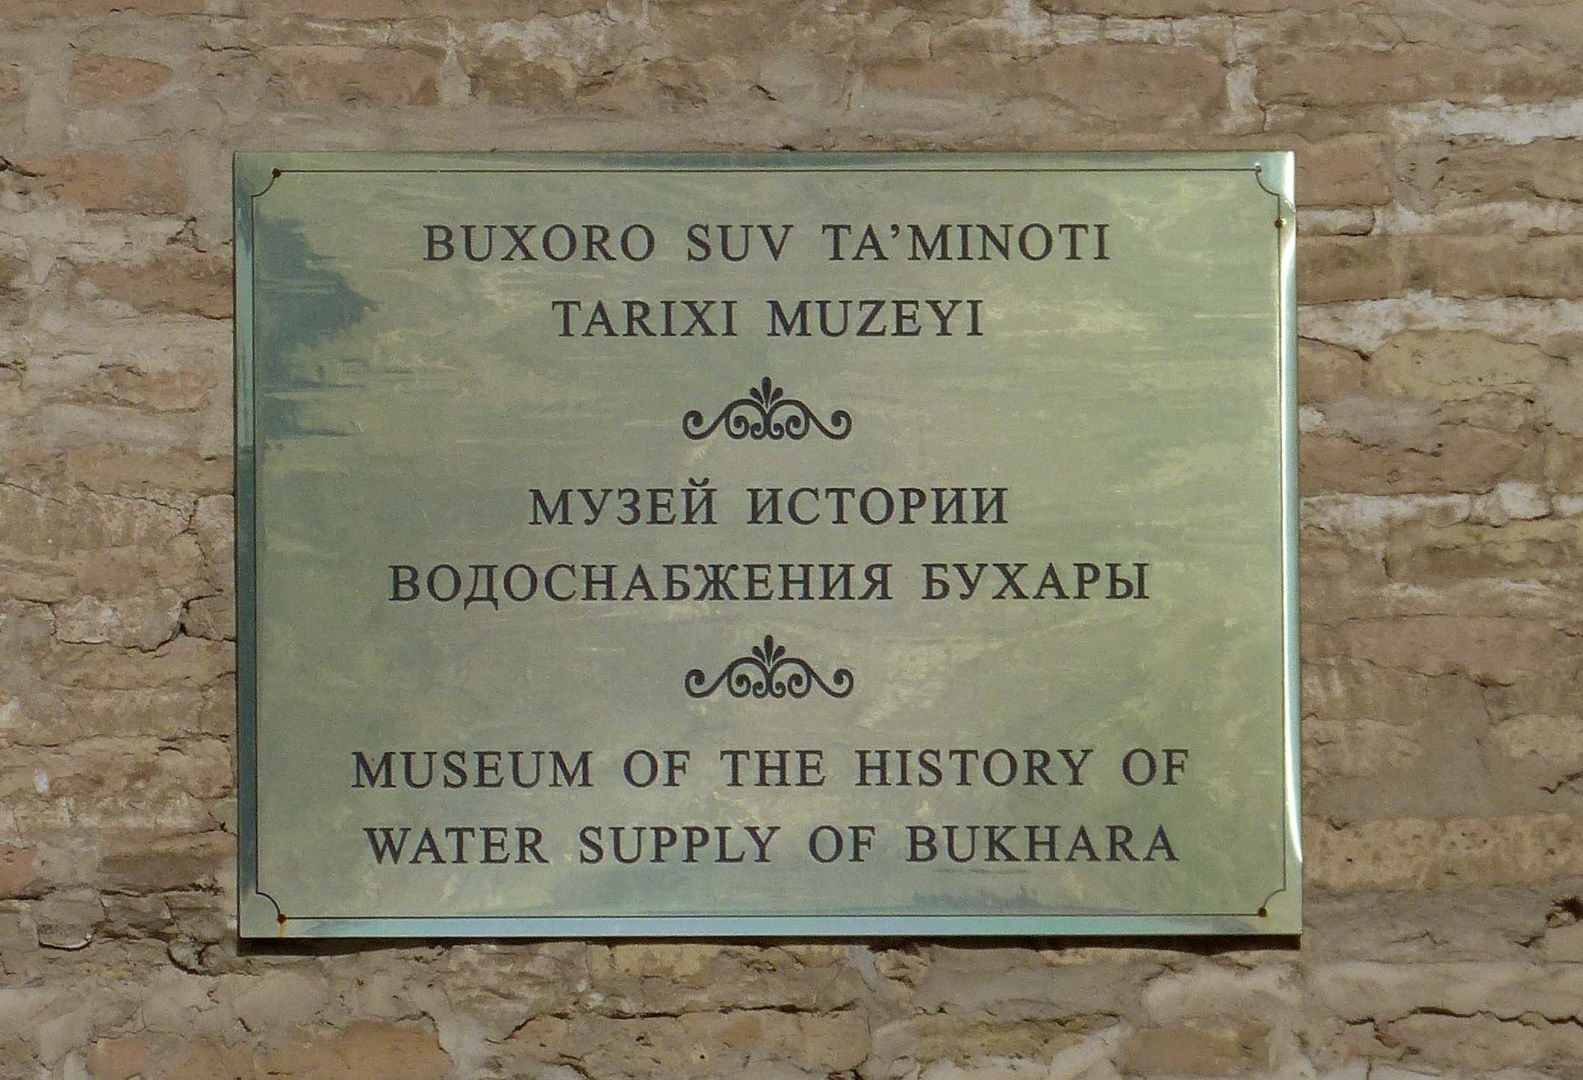 BUXORO SUV TA’MINOTI
TARIXI MUZEYI
МУЗЕЙ ИСТОРИИ
ВОДОСНАБЖЕНИЯ БУХАРЫ
MUSEUM OF THE HISTORY OF
WATER SUPPLY OF BUKHARA